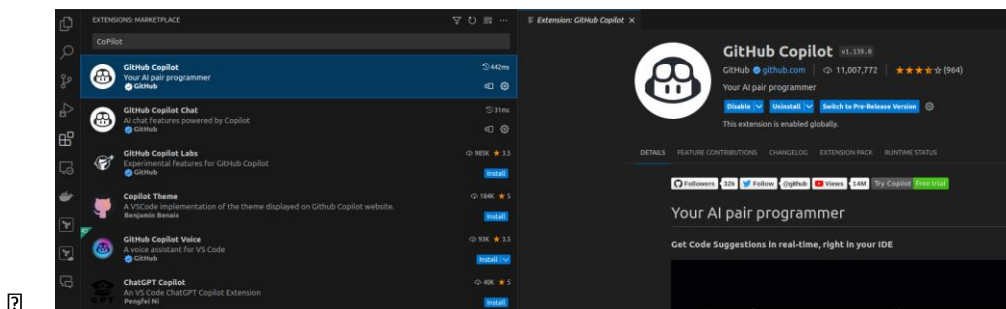 EXTENSIONS: MARKETPLACE
CoPilot
GitHub Copilot
442ms
Your AI pair programmer
GitHub
GitHub Copilot Chat
31ms
AI chat features powered by Copilot
GitHub
GitHub Copilot Labs
985K ★ 3.5
Experimental features for GitHub Copilot
GitHub
Install
Copilot Theme
184K ★ 5
A VSCode implementation of the theme displayed on Github Copilot website.
Benjamin Benais
Install
GitHub Copilot Voice
93K ★ 3.5
A voice assistant for VS Code
GitHub
Install
ChatGPT Copilot
40K ★ 5
An VS Code ChatGPT Copilot Extension
Pengfei Ni
Install
Extension: GitHub Copilot
GitHub Copilot v1.139.0
GitHub github.com 11,007,772 (964)
Your AI pair programmer
Disable Uninstall Switch to Pre-Release Version
This extension is enabled globally.
DETAILS FEATURE CONTRIBUTIONS CHANGELOG EXTENSION PACK RUNTIME STATUS
Followers 32k Follow @github Views 14M Try Copilot Free trial
Your AI pair programmer
Get Code Suggestions in real-time, right in your IDE